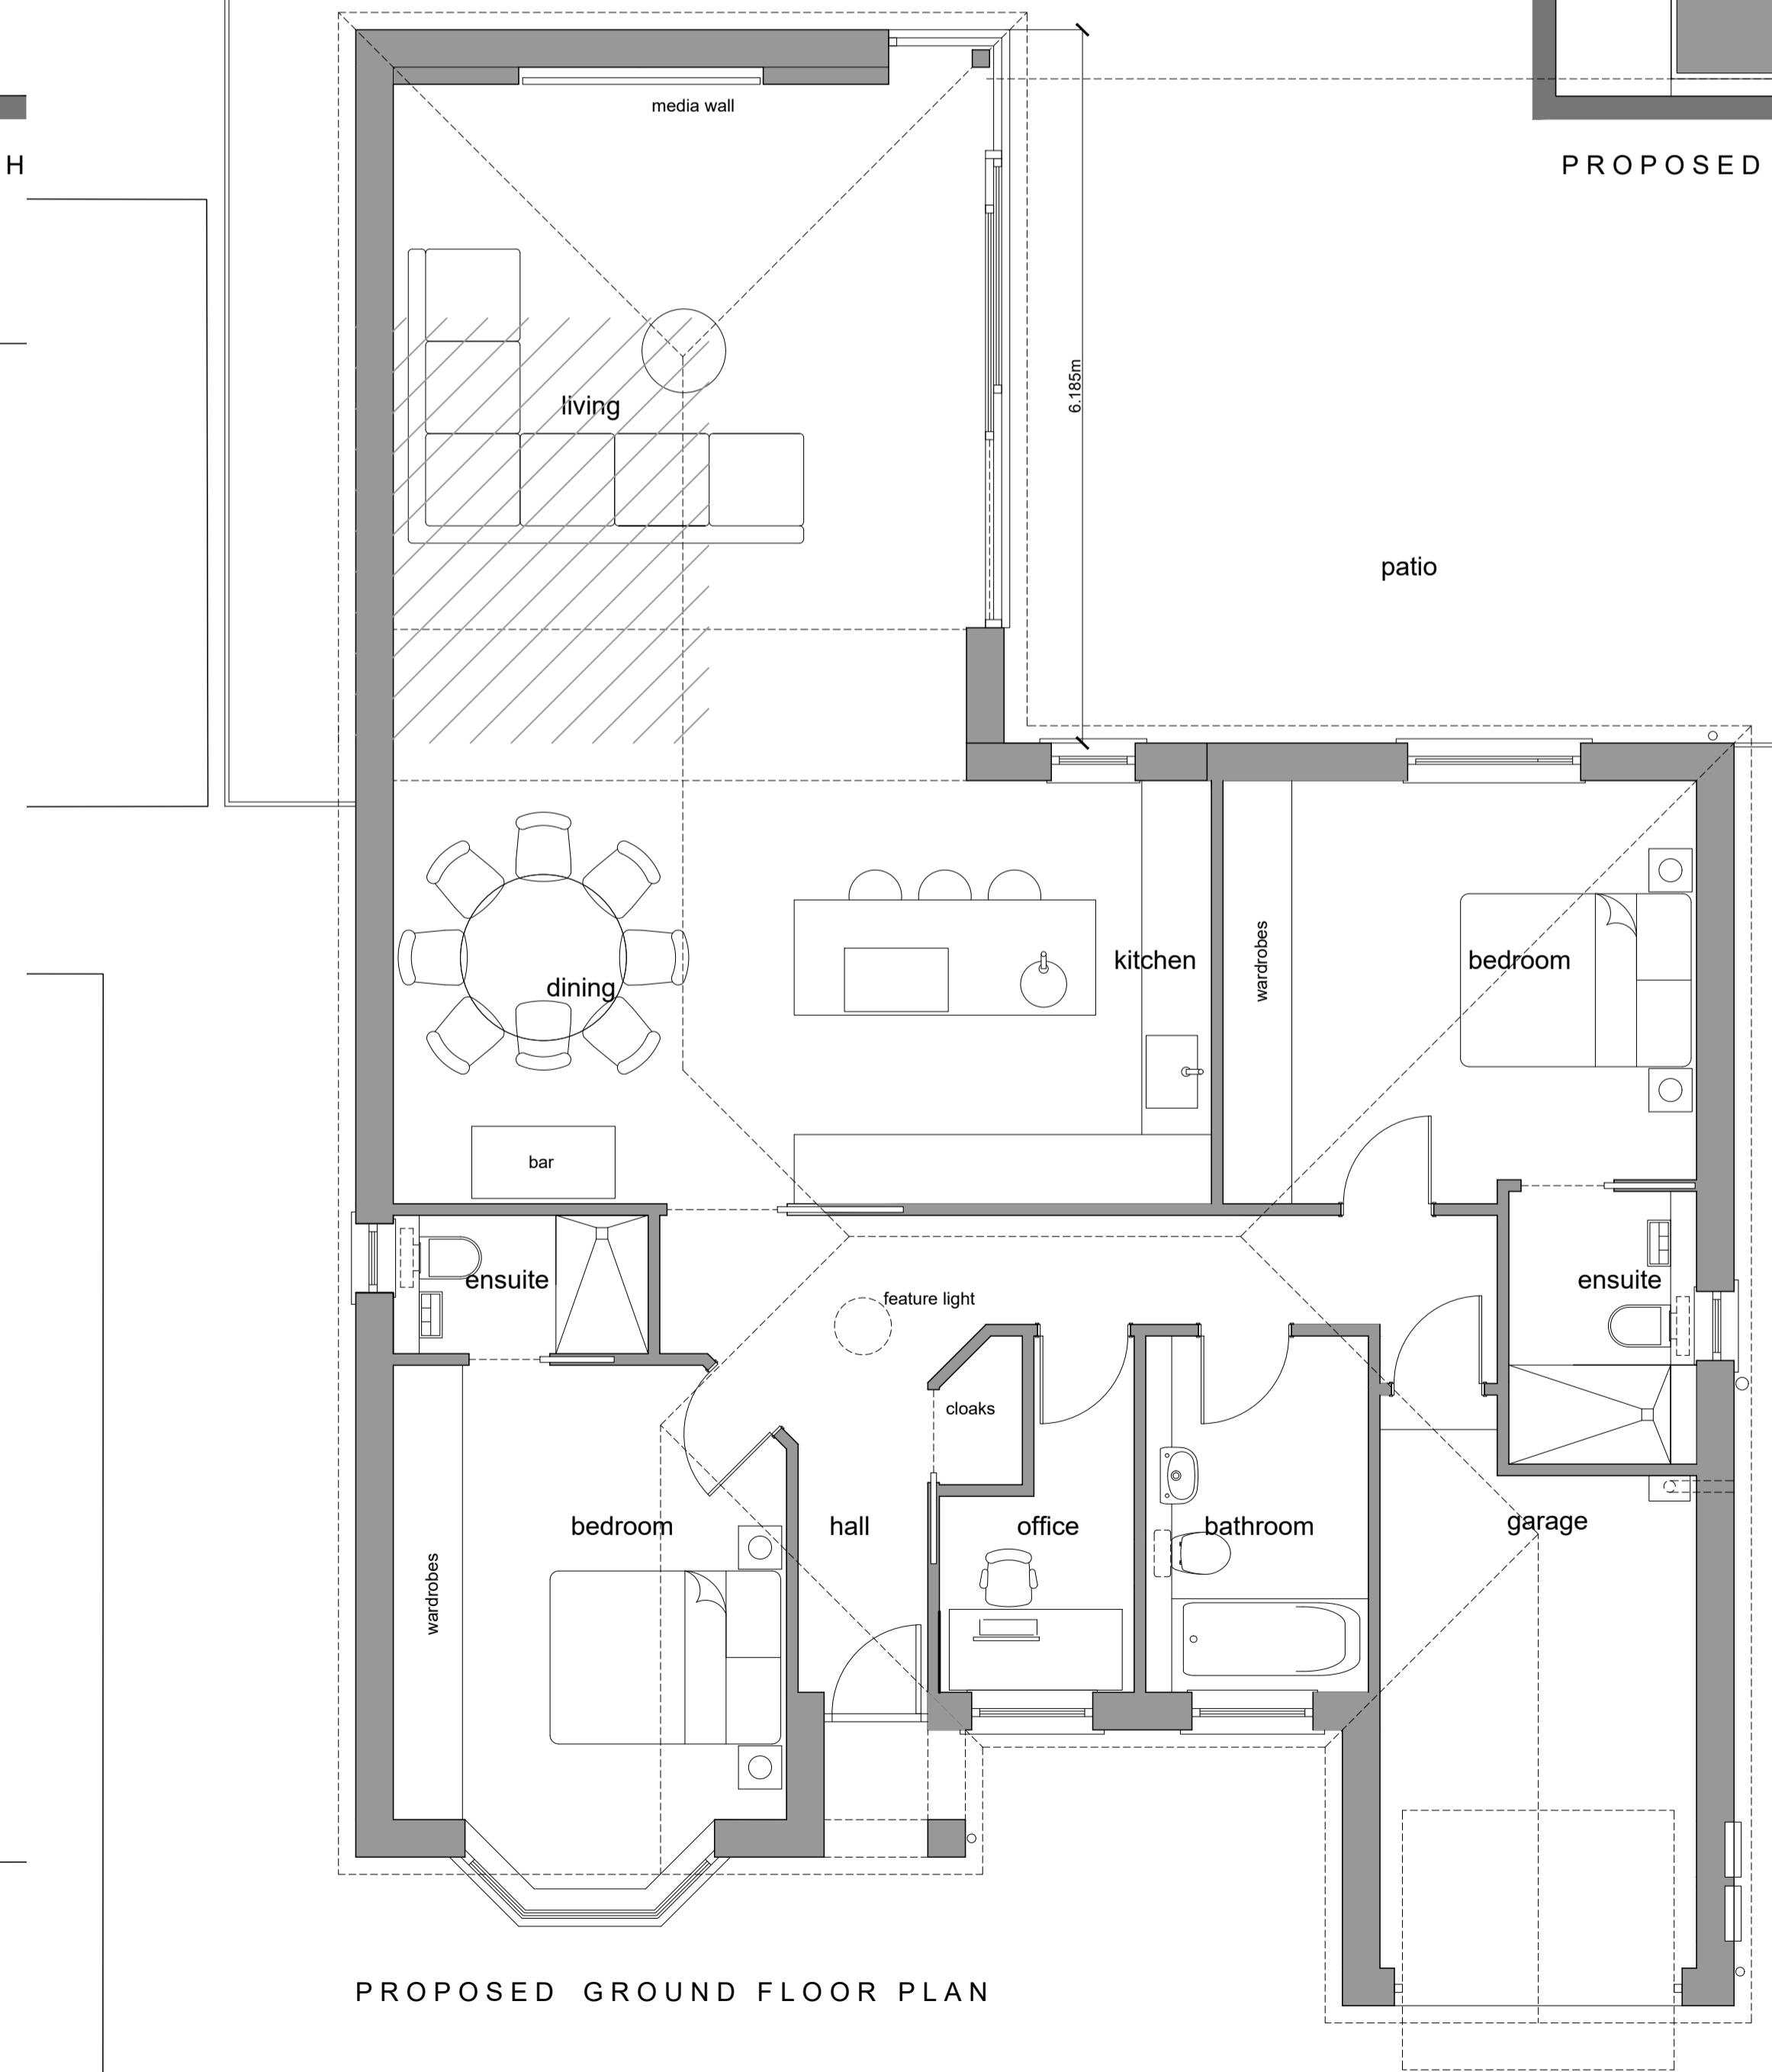 media wall
H
PROPOSED
living
6.185m
patio
kitchen
wardrobes
bedroom
dining
bar
ensuite
ensuite
feature light
cloaks
bedroom
hall
office
bathroom
garage
wardrobes
PROPOSED GROUND FLOOR PLAN